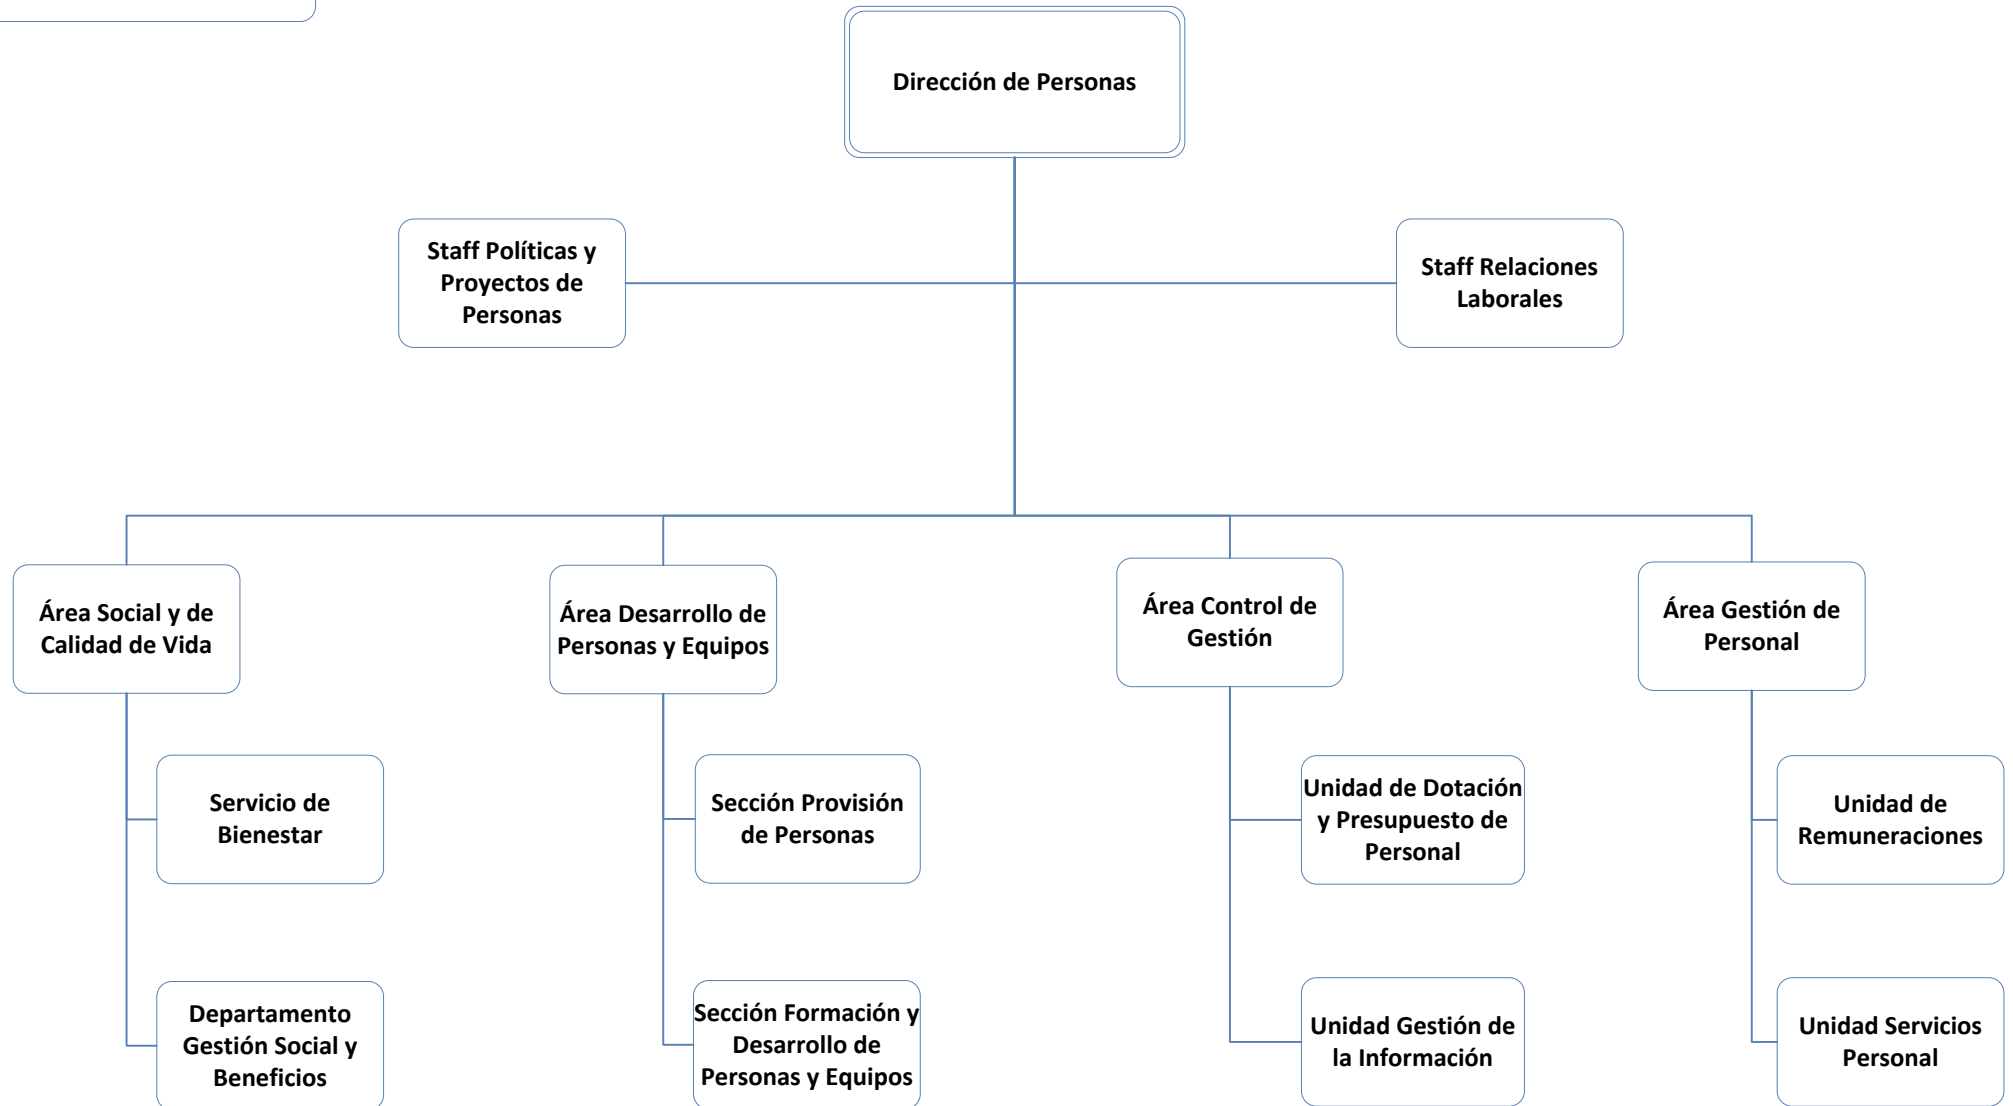 Dirección de Personas
Staff Políticas y
Proyectos de
Personas
Staff Relaciones
Laborales
Área Social y de
Calidad de Vida
Área Desarrollo de
Personas y Equipos
Área Control de
Gestión
Área Gestión de
Personal
Servicio de
Bienestar
Sección Provisión
de Personas
Unidad de Dotación
y Presupuesto de
Personal
Unidad de
Remuneraciones
Departamento
Gestión Social y
Beneficios
Sección Formación y
Desarrollo de
Personas y Equipos
Unidad Gestión de
la Información
Unidad Servicios
Personal